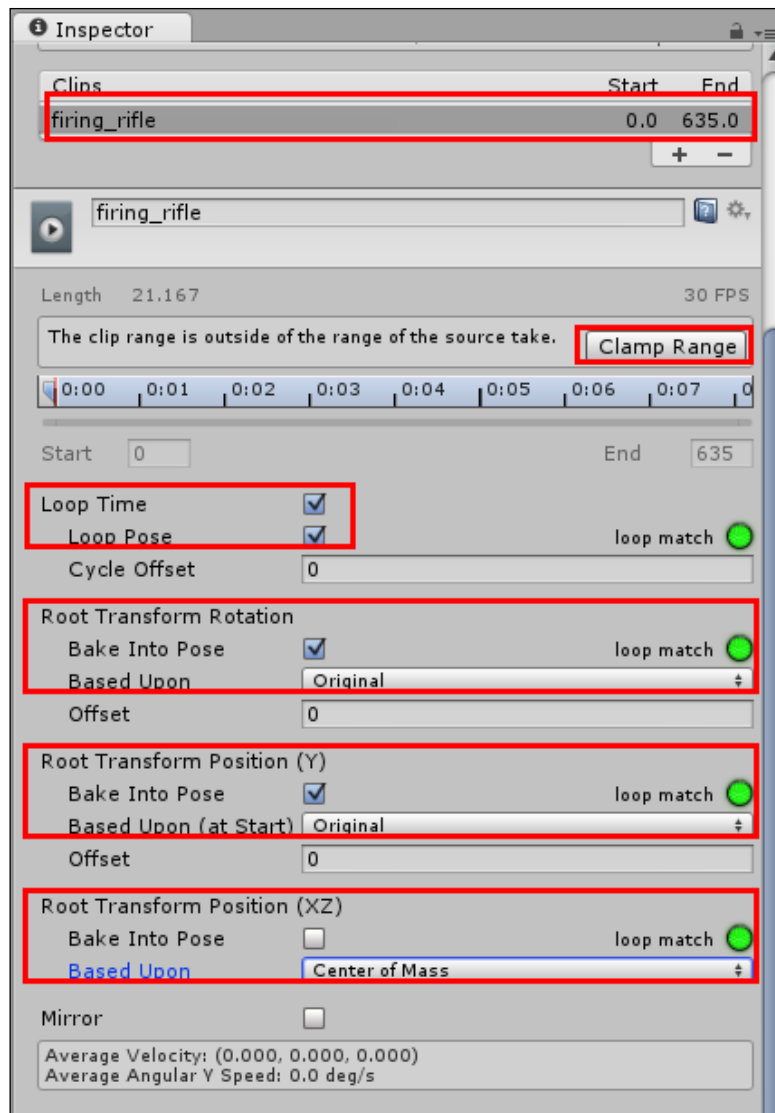 Inspector
Clips Start End
firing_rifle 0.0 635.0
+ −
firing_rifle
Length 21.167 30 FPS
The clip range is outside of the range of the source take. Clamp Range
0:00 0:01 0:02 0:03 0:04 0:05 0:06 0:07 0
Start 0 End 635
Loop Time
Loop Pose loop match
Cycle Offset 0
Root Transform Rotation
Bake Into Pose loop match
Based Upon Original
Offset 0
Root Transform Position (Y)
Bake Into Pose loop match
Based Upon (at Start) Original
Offset 0
Root Transform Position (XZ)
Bake Into Pose loop match
Based Upon Center of Mass
Mirror
Average Velocity: (0.000, 0.000, 0.000)
Average Angular Y Speed: 0.0 deg/s